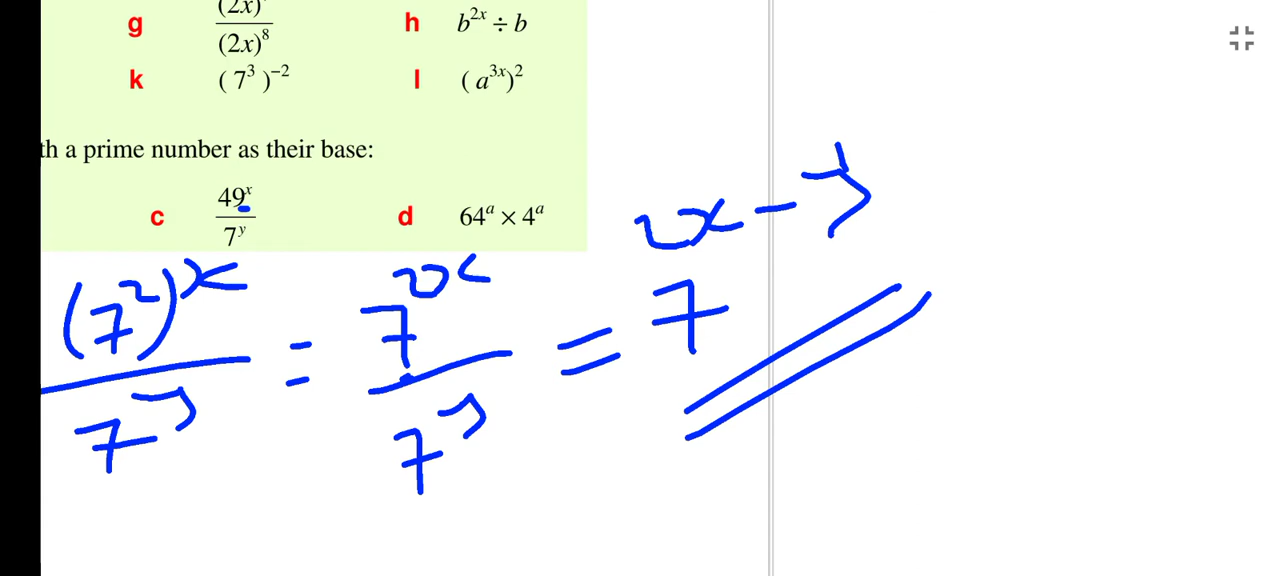 g (2x) / (2x)^8 h b^{2x} ÷ b
k (7^3)^{-2} l (a^{3x})^2
th a prime number as their base:
c 49^x / 7^y d 64^a × 4^a
(7^2)^x / 7^y = 7^{2x} / 7^y = 7^{2x-y}